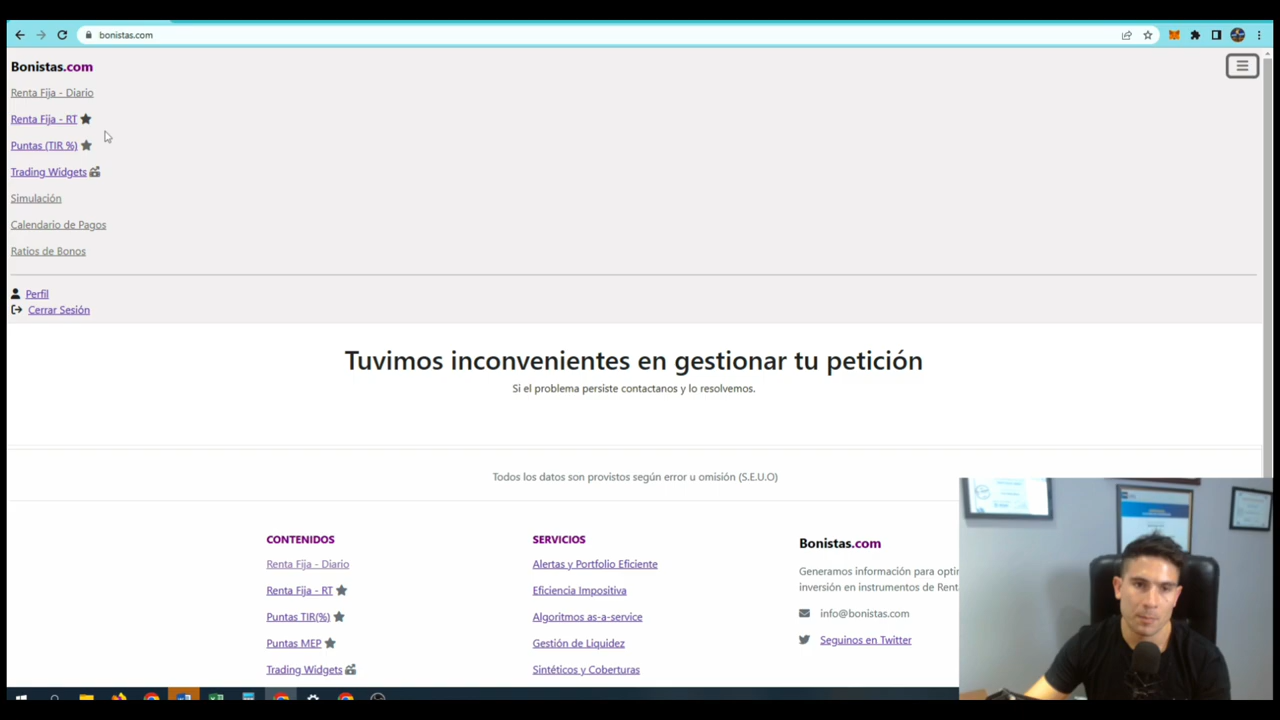 bonistas.com
Bonistas.com
Renta Fija - Diario
Renta Fija - RT
Puntas (TIR %)
Trading Widgets
Simulación
Calendario de Pagos
Ratios de Bonos
Perfil
Cerrar Sesión
Tuvimos inconvenientes en gestionar tu petición
Si el problema persiste contactanos y lo resolvemos.
Todos los datos son provistos según error u omisión (S.E.U.O)
CONTENIDOS
Renta Fija - Diario
Renta Fija - RT
Puntas TIR(%)
Puntas MEP
Trading Widgets
SERVICIOS
Alertas y Portfolio Eficiente
Eficiencia Impositiva
Algoritmos as-a-service
Gestión de Liquidez
Sintéticos y Coberturas
Bonistas.com
Generamos información para
inversión en instrumentos de
info@bonistas.com
Seguinos en Twitter